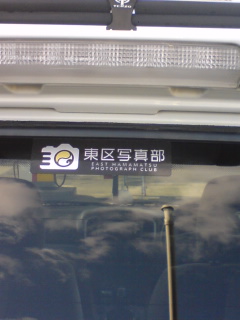 東区写真部
EAST HAMAMATSU
PHOTOGRAPH CLUB